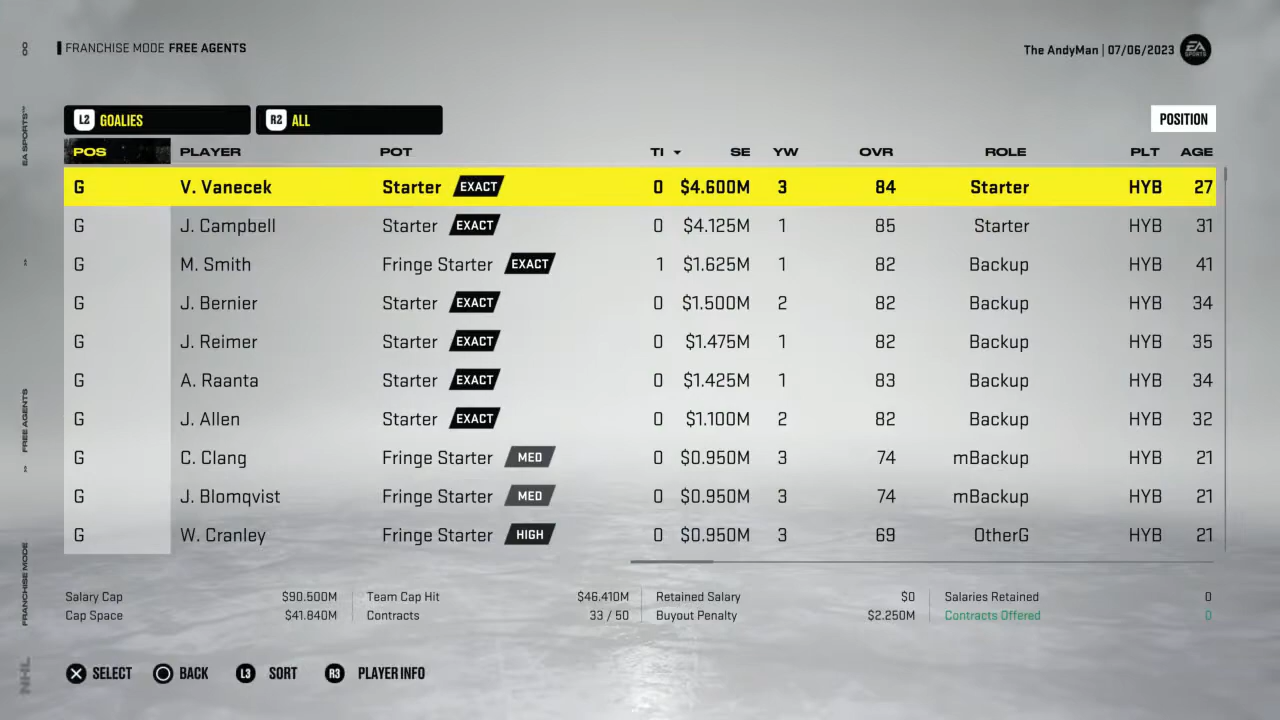 FRANCHISE MODE FREE AGENTS
The AndyMan | 07/06/2023 EA SPORTS
L2 GOALIES R2 ALL POSITION
POS PLAYER POT TI SE YW OVR ROLE PLT AGE
G V. Vanecek Starter EXACT 0 $4.600M 3 84 Starter HYB 27
G J. Campbell Starter EXACT 0 $4.125M 1 85 Starter HYB 31
G M. Smith Fringe Starter EXACT 1 $1.625M 1 82 Backup HYB 41
G J. Bernier Starter EXACT 0 $1.500M 2 82 Backup HYB 34
G J. Reimer Starter EXACT 0 $1.475M 1 82 Backup HYB 35
G A. Raanta Starter EXACT 0 $1.425M 1 83 Backup HYB 34
G J. Allen Starter EXACT 0 $1.100M 2 82 Backup HYB 32
G C. Clang Fringe Starter MED 0 $0.950M 3 74 mBackup HYB 21
G J. Blomqvist Fringe Starter MED 0 $0.950M 3 74 mBackup HYB 21
G W. Cranley Fringe Starter HIGH 0 $0.950M 3 69 OtherG HYB 21
Salary Cap $90.500M Team Cap Hit $46.410M Retained Salary $0 Salaries Retained 0
Cap Space $41.840M Contracts 33 / 50 Buyout Penalty $2.250M Contracts Offered 0
SELECT BACK L3 SORT R3 PLAYER INFO
NHL FRANCHISE MODE » FREE AGENTS » EA SPORTS™